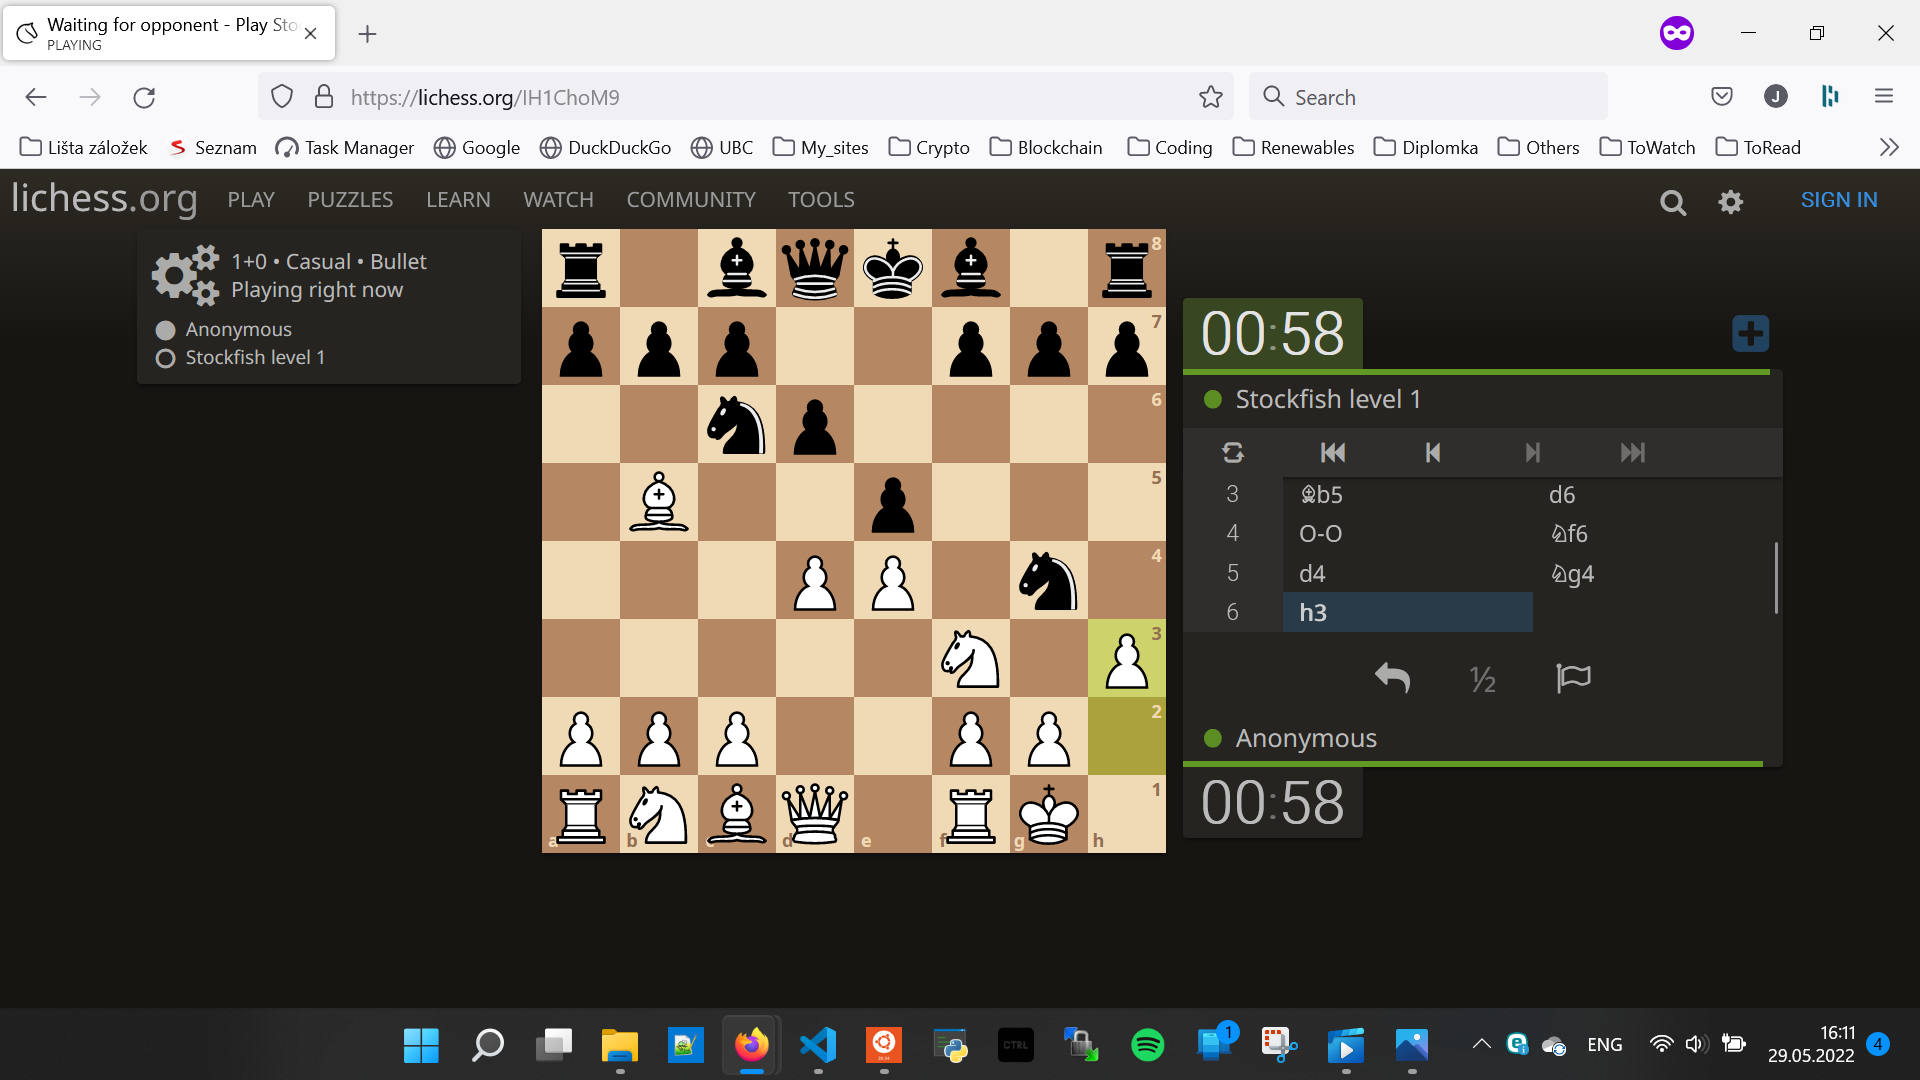 Waiting for opponent - Play Sto
PLAYING
https://lichess.org/IH1ChoM9
Search
Lišta záložek
Seznam
Task Manager
Google
DuckDuckGo
UBC
My_sites
Crypto
Blockchain
Coding
Renewables
Diplomka
Others
ToWatch
ToRead
lichess.org
PLAY
PUZZLES
LEARN
WATCH
COMMUNITY
TOOLS
SIGN IN
1+0 • Casual • Bullet
Playing right now
Anonymous
Stockfish level 1
8
7
6
5
4
3
2
1
a
b
c
d
e
f
g
h
00:58
Stockfish level 1
3 ♗b5 d6
4 O-O ♘f6
5 d4 ♘g4
6 h3
½
Anonymous
00:58
CTRL
1
ENG
16:11
29.05.2022
4